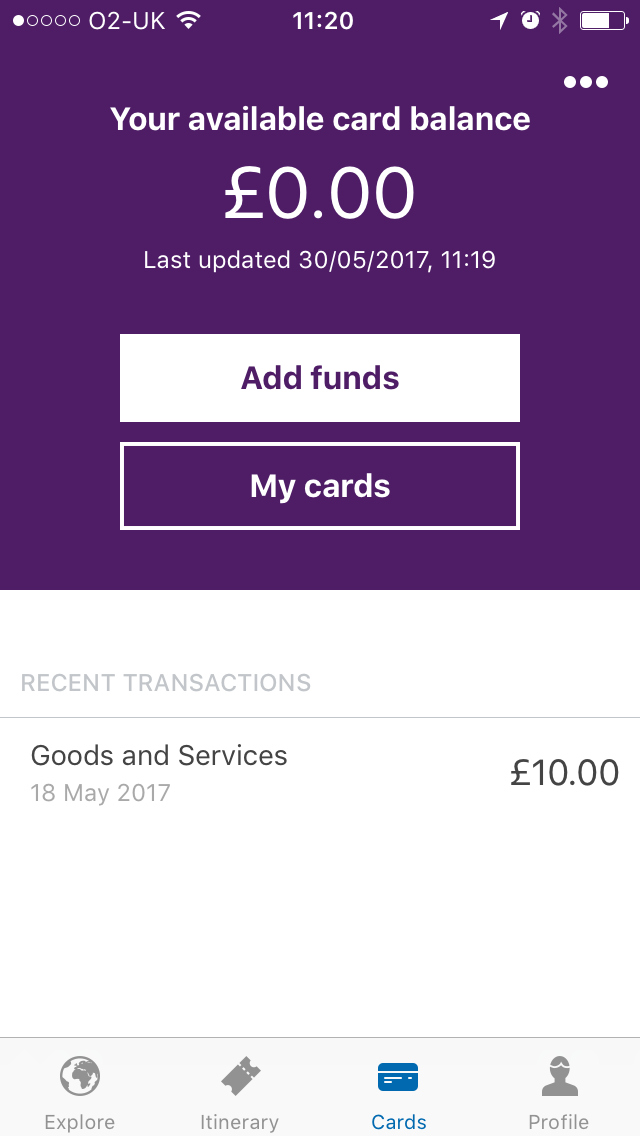 O2-UK 11:20
Your available card balance
£0.00
Last updated 30/05/2017, 11:19
Add funds
My cards
RECENT TRANSACTIONS
Goods and Services
£10.00
18 May 2017
Explore Itinerary Cards Profile